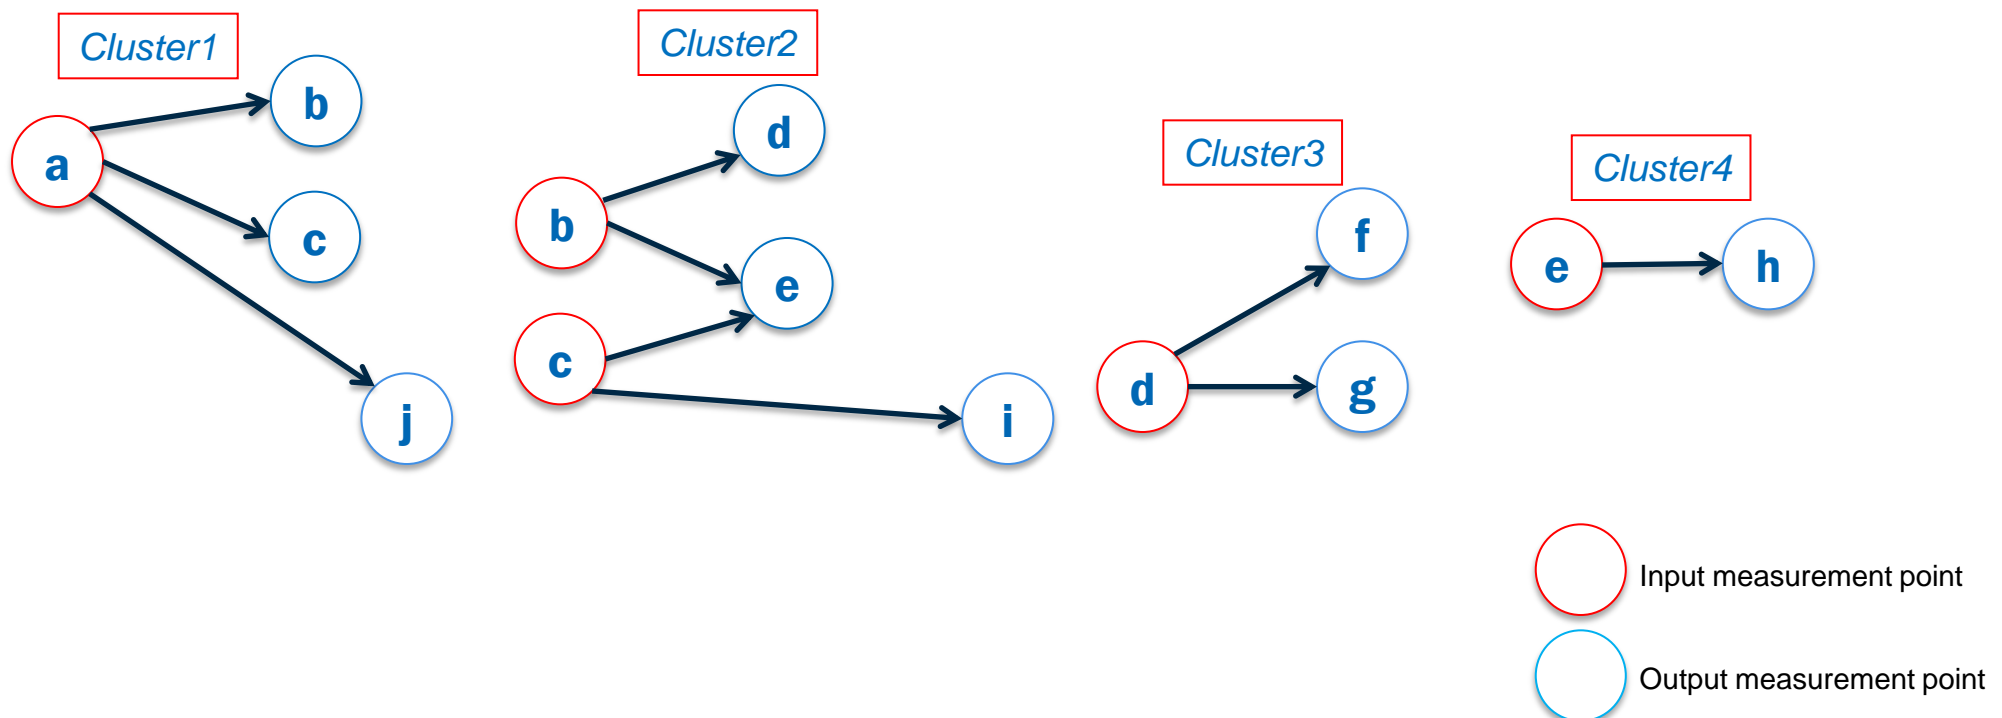 Cluster1
a
b
c
j
Cluster2
b
c
d
e
i
Cluster3
d
f
g
Cluster4
e
h
Input measurement point
Output measurement point